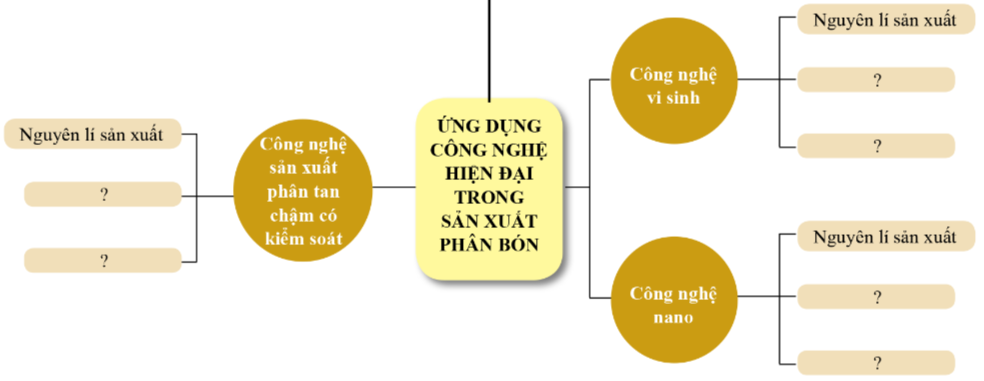 Nguyên lí sản xuất
?
?
Công nghệ
sản xuất
phân tan
chậm có
kiểm soát
ỨNG DỤNG
CÔNG NGHỆ
HIỆN ĐẠI
TRONG
SẢN XUẤT
PHÂN BÓN
Công nghệ
vi sinh
Nguyên lí sản xuất
?
?
Công nghệ
nano
Nguyên lí sản xuất
?
?